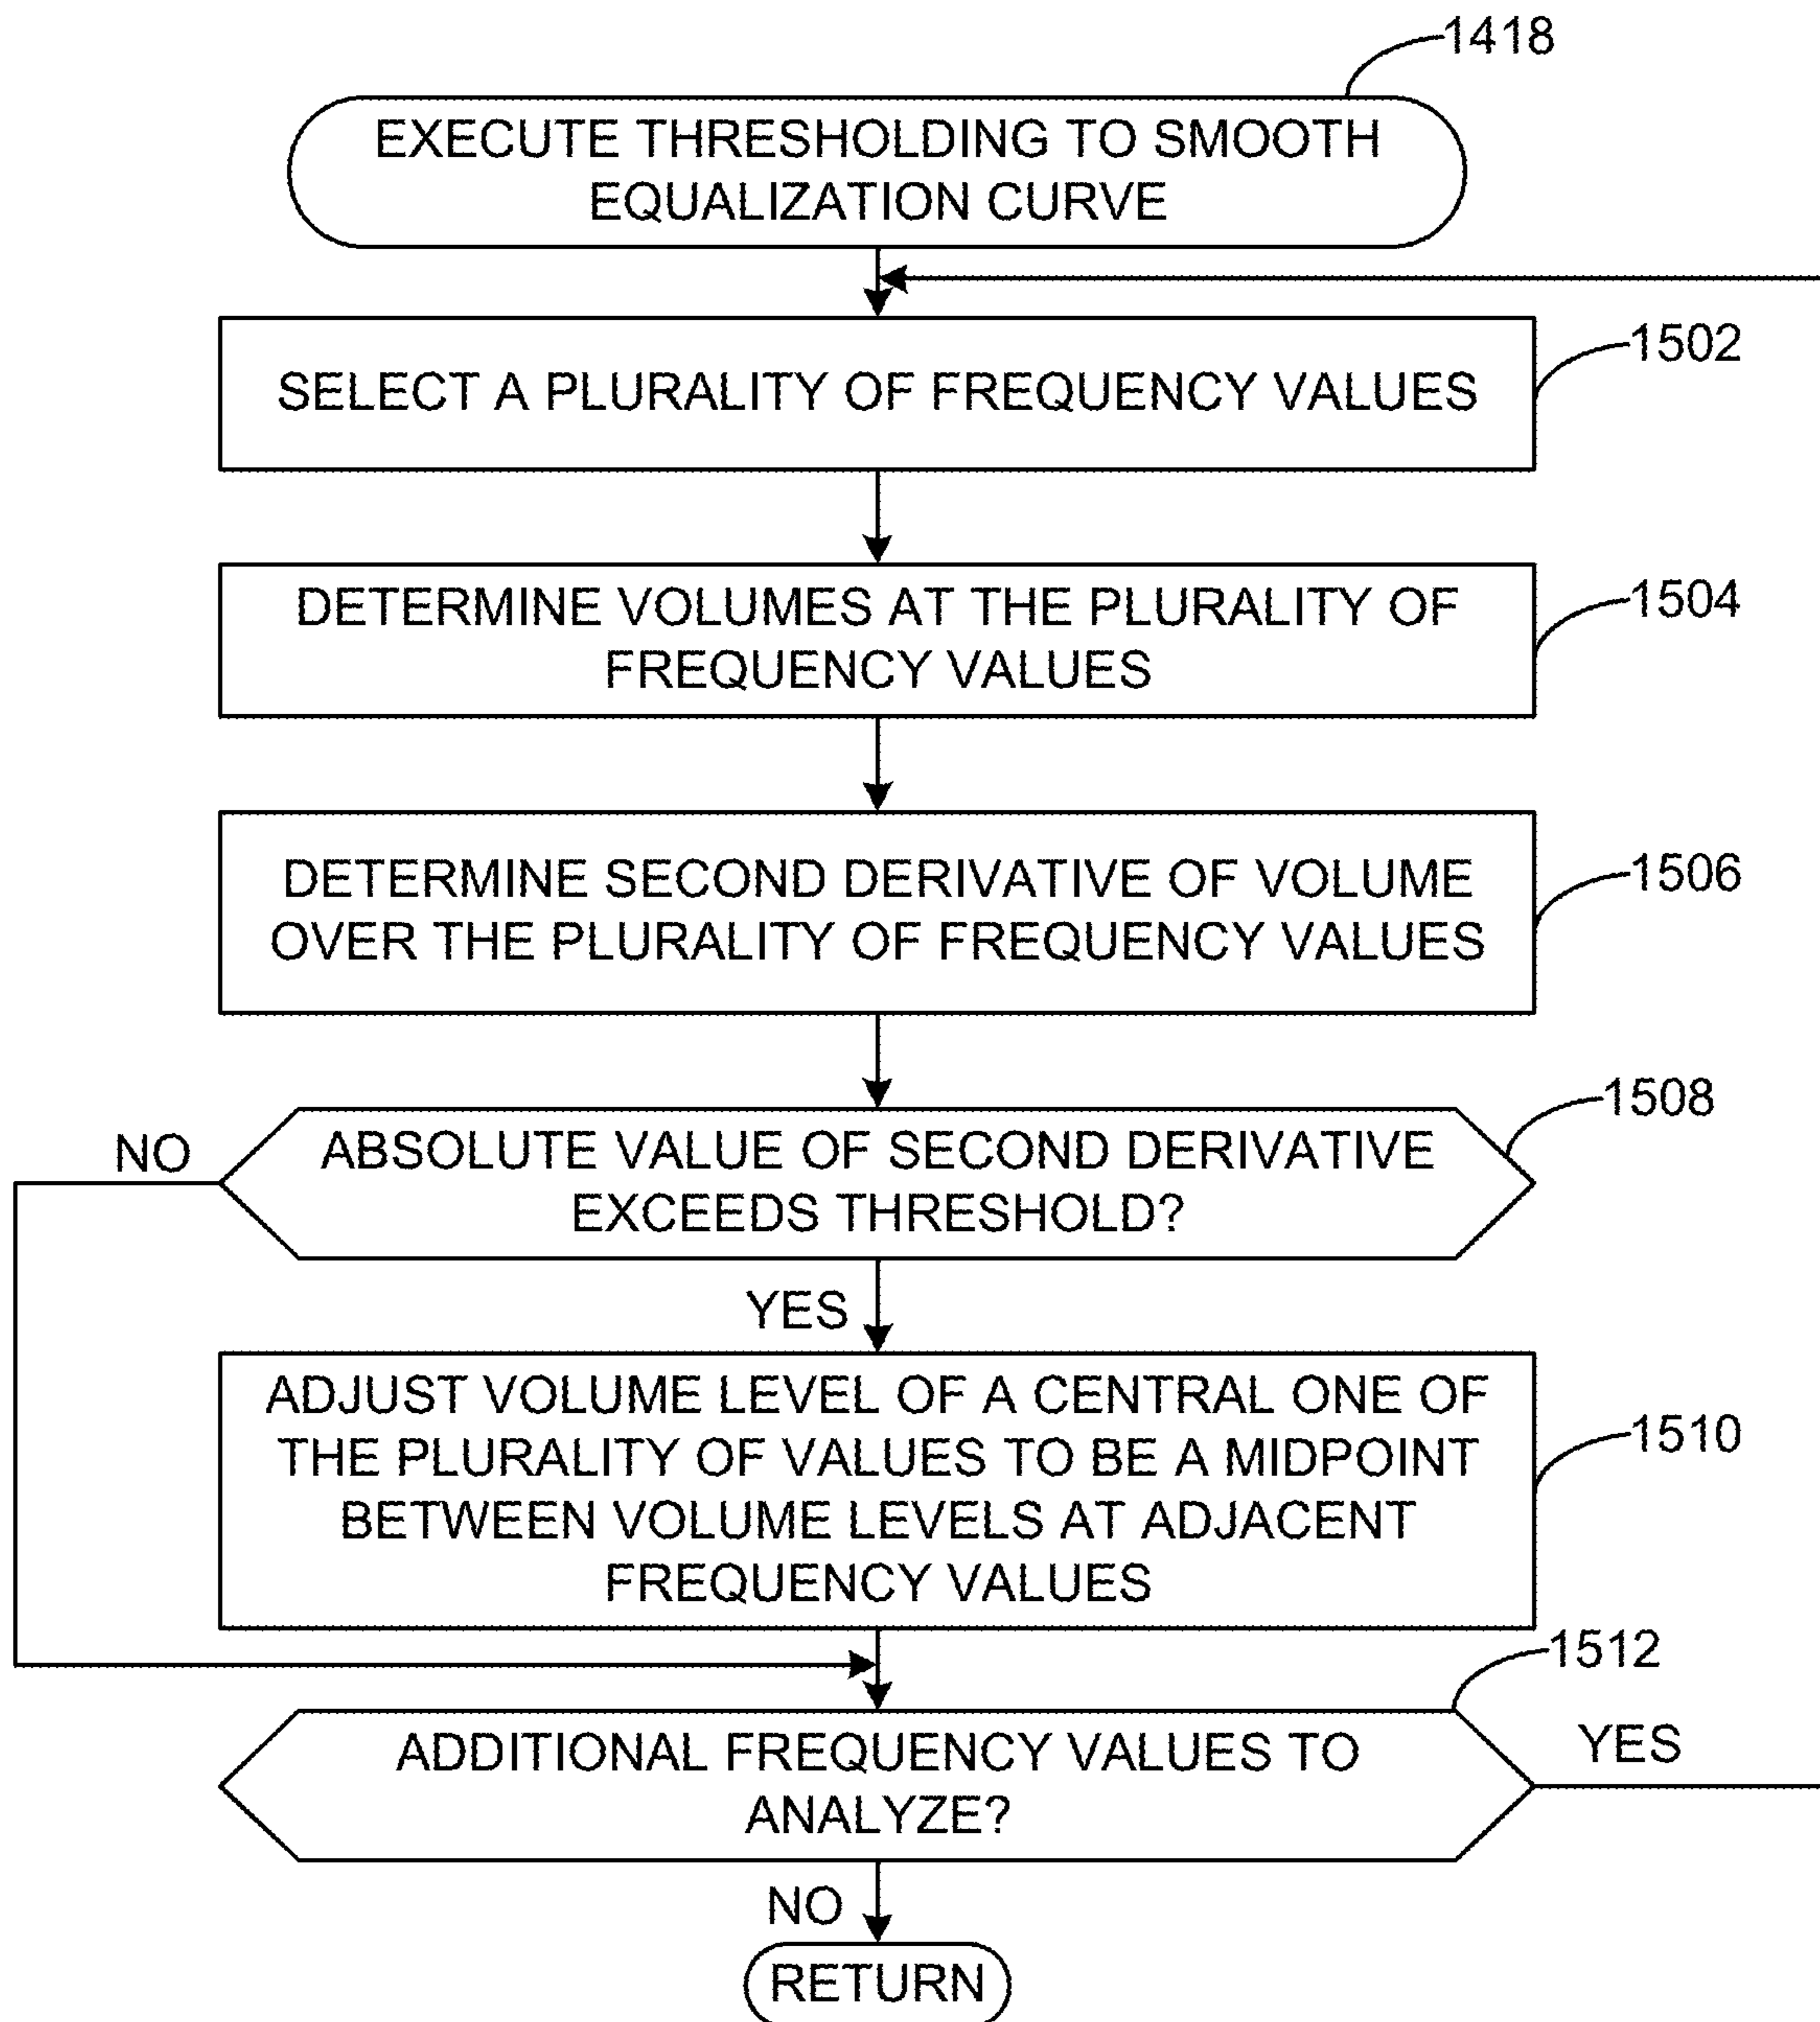 1418
EXECUTE THRESHOLDING TO SMOOTH
EQUALIZATION CURVE
1502
SELECT A PLURALITY OF FREQUENCY VALUES
1504
DETERMINE VOLUMES AT THE PLURALITY OF
FREQUENCY VALUES
1506
DETERMINE SECOND DERIVATIVE OF VOLUME
OVER THE PLURALITY OF FREQUENCY VALUES
1508
NO
ABSOLUTE VALUE OF SECOND DERIVATIVE
EXCEEDS THRESHOLD?
YES
ADJUST VOLUME LEVEL OF A CENTRAL ONE OF
THE PLURALITY OF VALUES TO BE A MIDPOINT
BETWEEN VOLUME LEVELS AT ADJACENT
FREQUENCY VALUES
1510
1512
ADDITIONAL FREQUENCY VALUES TO
ANALYZE?
YES
NO
RETURN